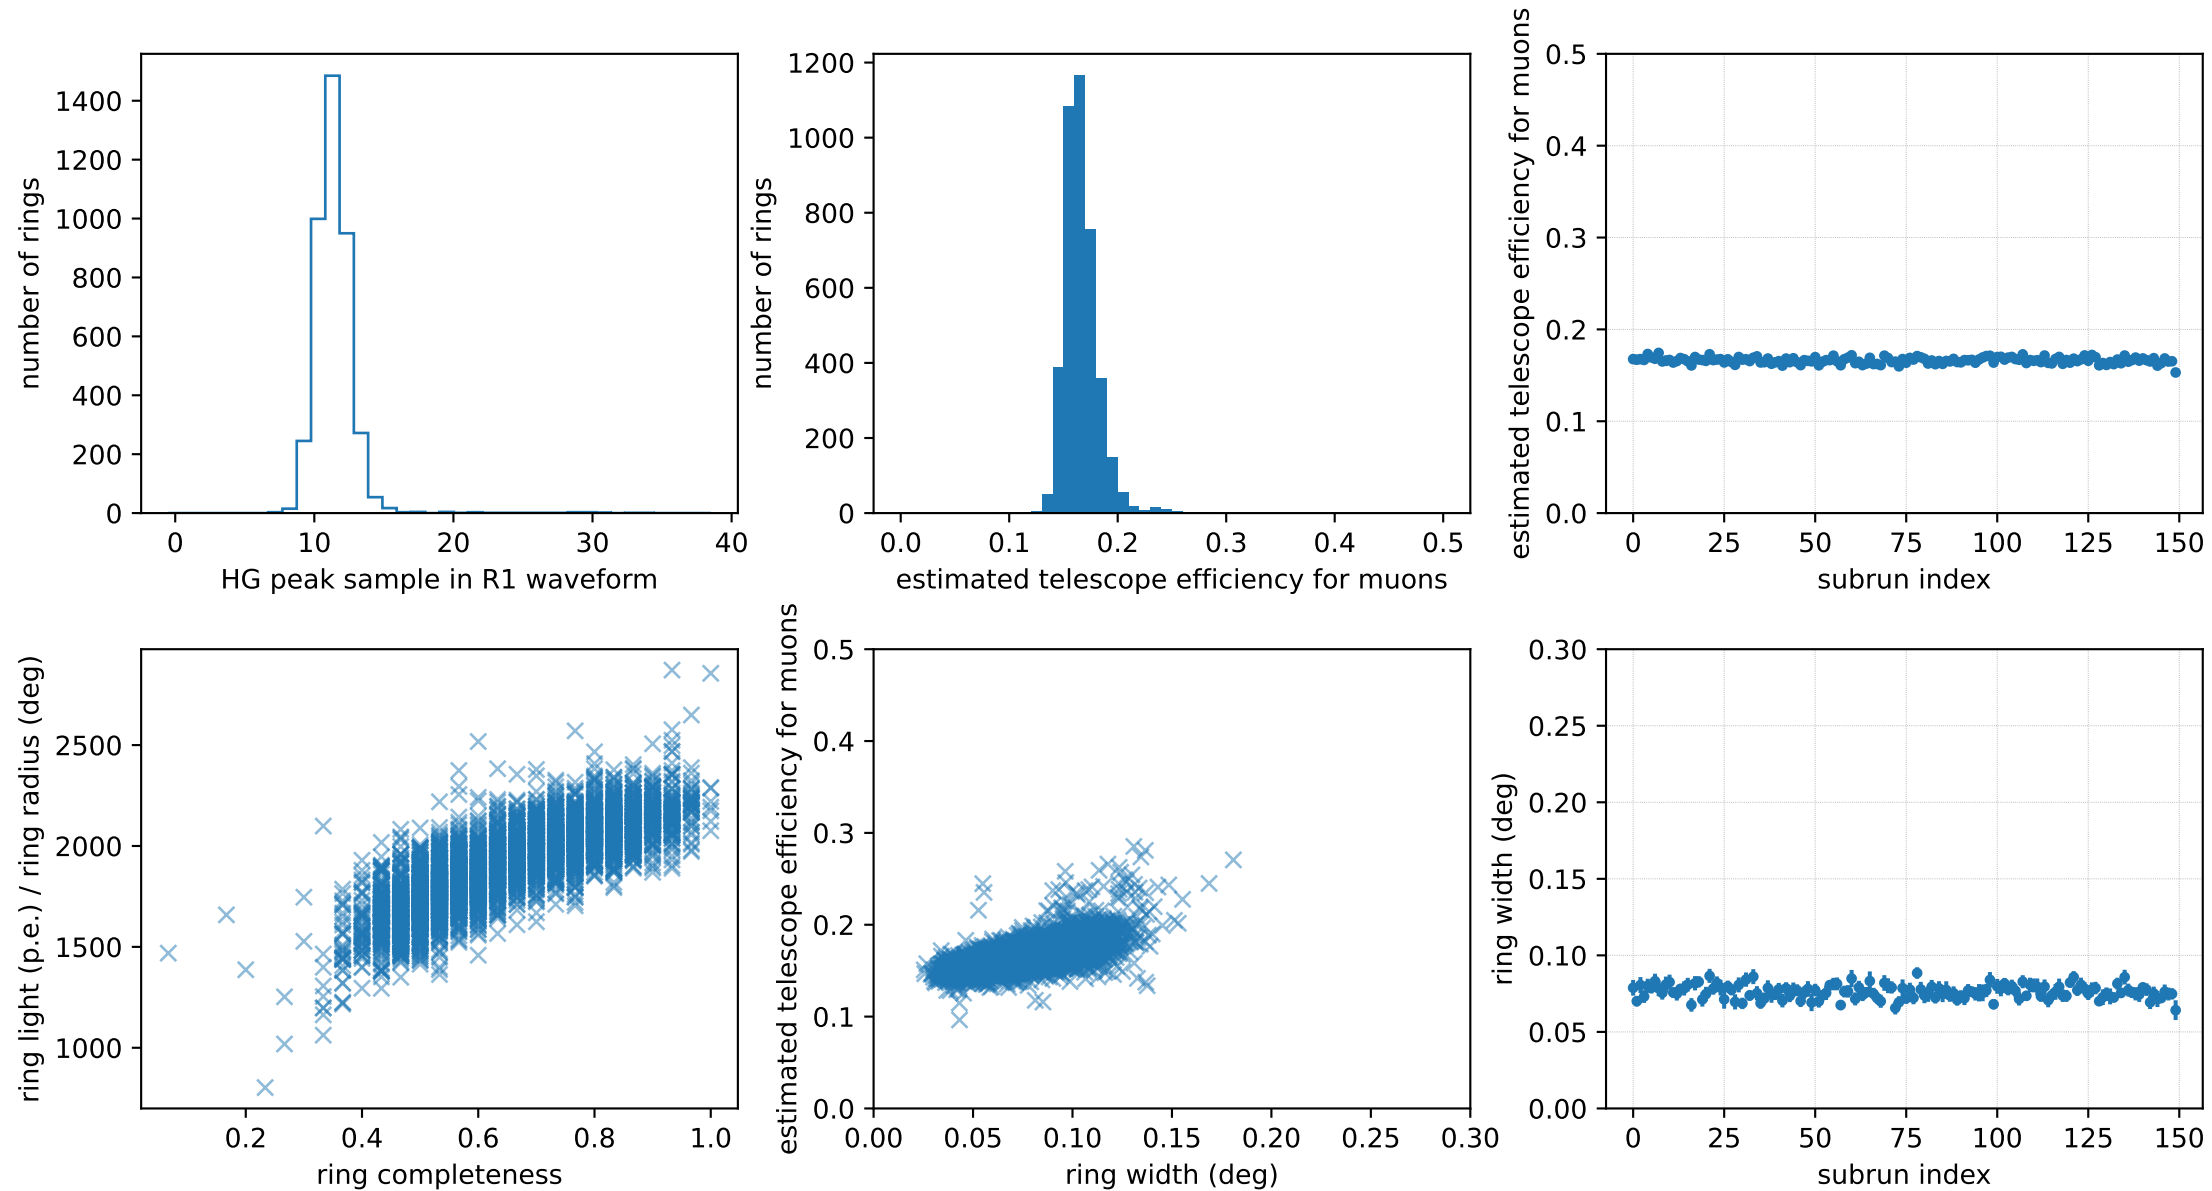 number of rings
1400
1200
1000
800
600
400
200
0
0 10 20 30 40
HG peak sample in R1 waveform
number of rings
1200
1000
800
600
400
200
0
0.0 0.1 0.2 0.3 0.4 0.5
estimated telescope efficiency for muons
estimated telescope efficiency for muons
0.5
0.4
0.3
0.2
0.1
0.0
0 25 50 75 100 125 150
subrun index
ring light (p.e.) / ring radius (deg)
2500
2000
1500
1000
0.2 0.4 0.6 0.8 1.0
ring completeness
estimated telescope efficiency for muons
0.5
0.4
0.3
0.2
0.1
0.0
0.00 0.05 0.10 0.15 0.20 0.25 0.30
ring width (deg)
ring width (deg)
0.30
0.25
0.20
0.15
0.10
0.05
0.00
0 25 50 75 100 125 150
subrun index